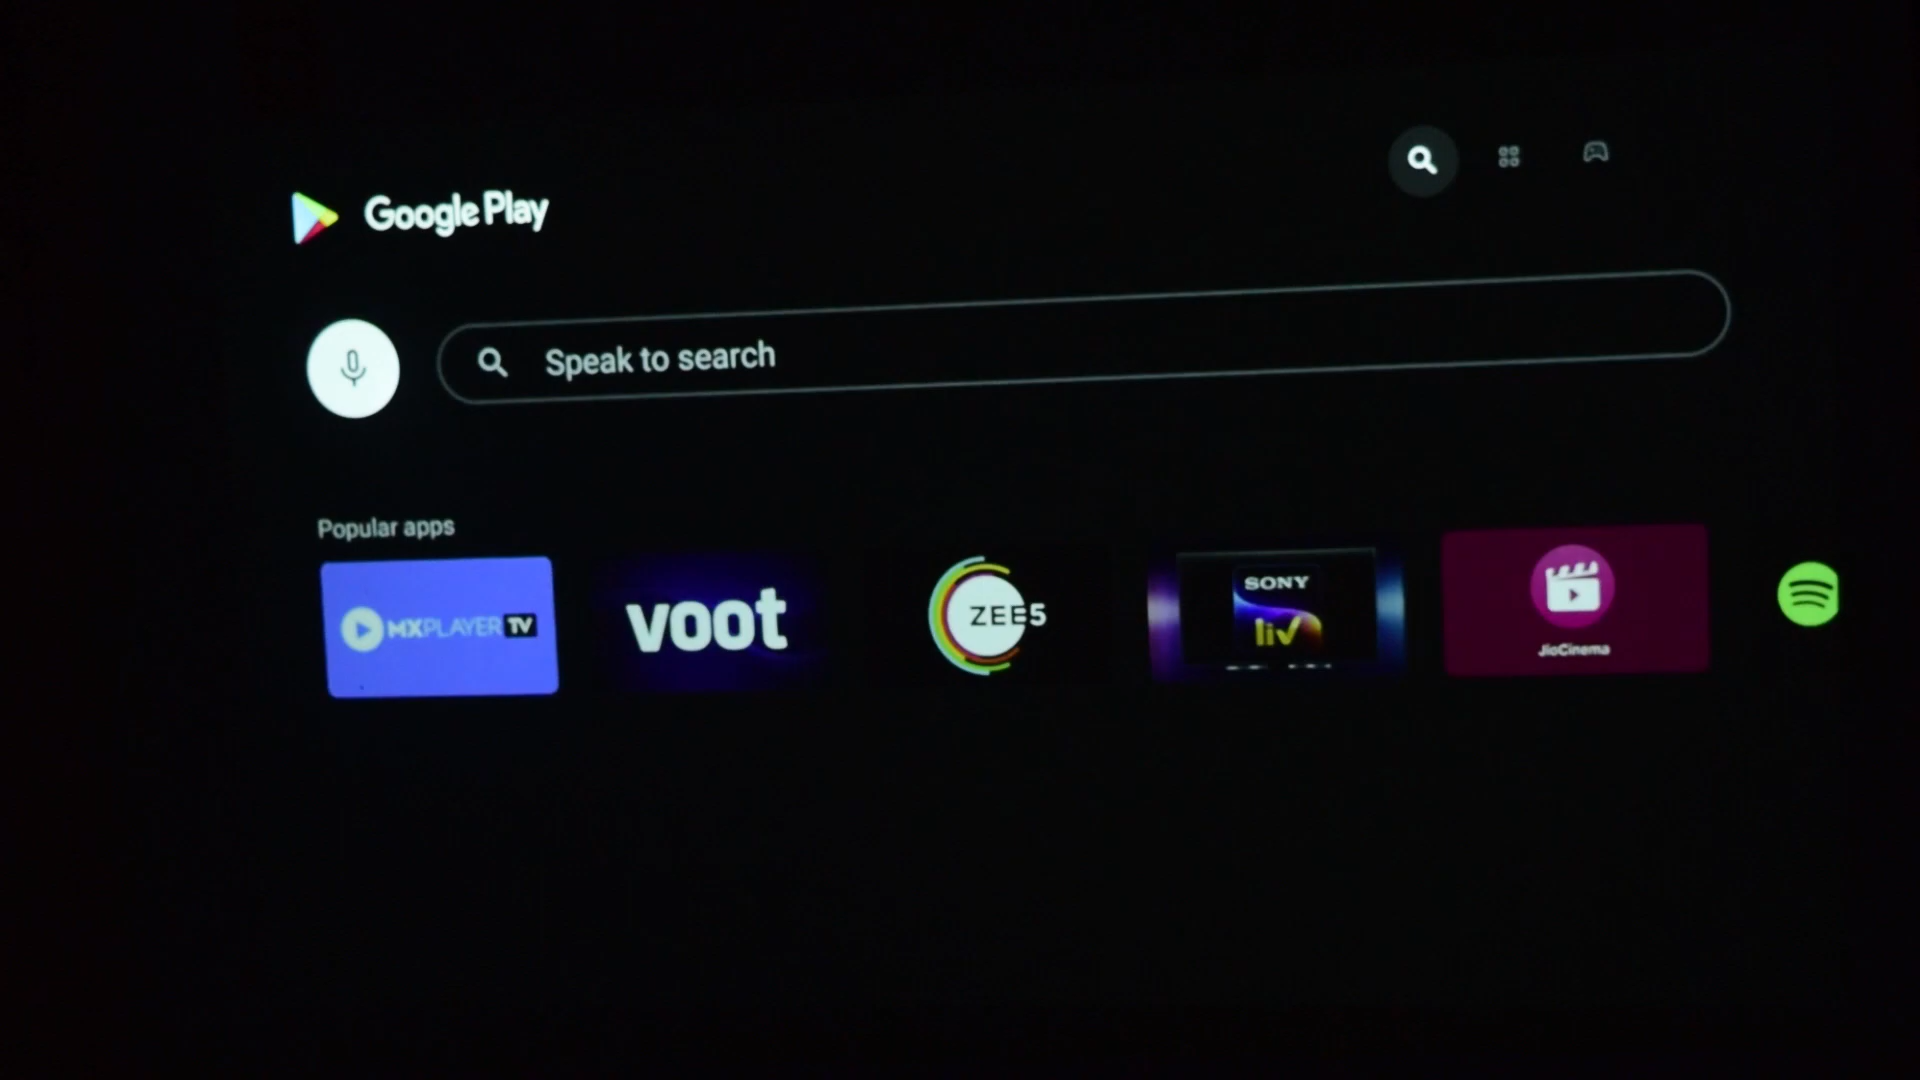 Google Play
Speak to search
Popular apps
MXPLAYER TV
voot
ZEE5
SONY
liv
JioCinema